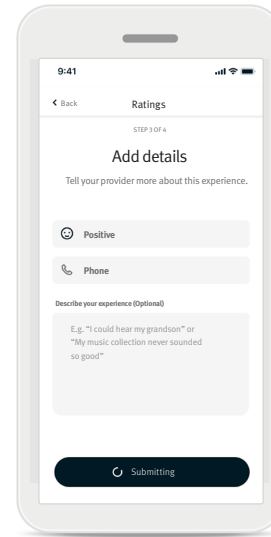 9:41
Back
Ratings
STEP 3 OF 4
Add details
Tell your provider more about this experience.
Positive
Phone
Describe your experience (Optional)
E.g. “I could hear my grandson” or
“My music collection never sounded
so good”
Submitting